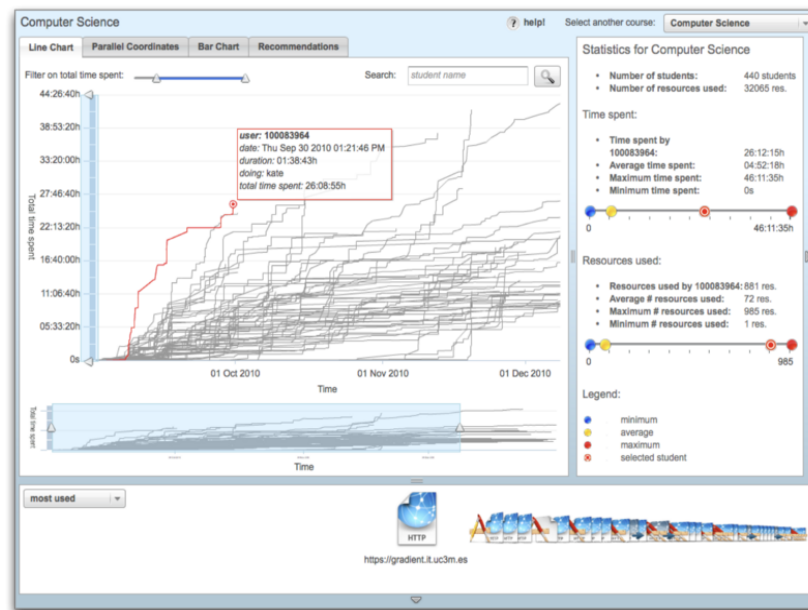 Computer Science
? help!
Select another course:
Computer Science
Line Chart
Parallel Coordinates
Bar Chart
Recommendations
Filter on total time spent:
Search:
student name
44:26:40h
38:53:20h
33:20:00h
27:46:40h
22:13:20h
16:40:00h
11:06:40h
05:33:20h
0s
Total time spent
user: 100083964
date: Thu Sep 30 2010 01:21:46 PM
duration: 01:38:43h
doing: kate
total time spent: 26:08:55h
01 Oct 2010
01 Nov 2010
01 Dec 2010
Time
Total time spent
Time
Statistics for Computer Science
• Number of students: 440 students
• Number of resources used: 32065 res.
Time spent:
• Time spent by
100083964: 26:12:15h
• Average time spent: 04:52:18h
• Maximum time spent: 46:11:35h
• Minimum time spent: 0s
0 46:11:35h
Resources used:
• Resources used by 100083964: 881 res.
• Average # resources used: 72 res.
• Maximum # resources used: 985 res.
• Minimum # resources used: 1 res.
0 985
Legend:
• minimum
• average
• maximum
• selected student
most used
HTTP
https://gradient.it.uc3m.es